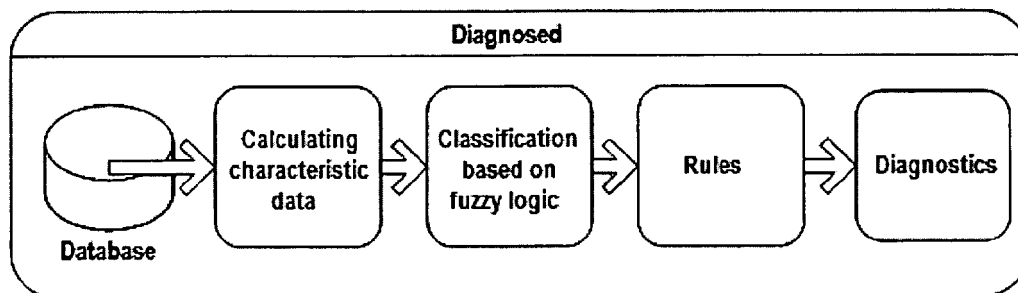 Diagnosed
Calculating
characteristic
data
Classification
based on
fuzzy logic
Rules
Diagnostics
Database